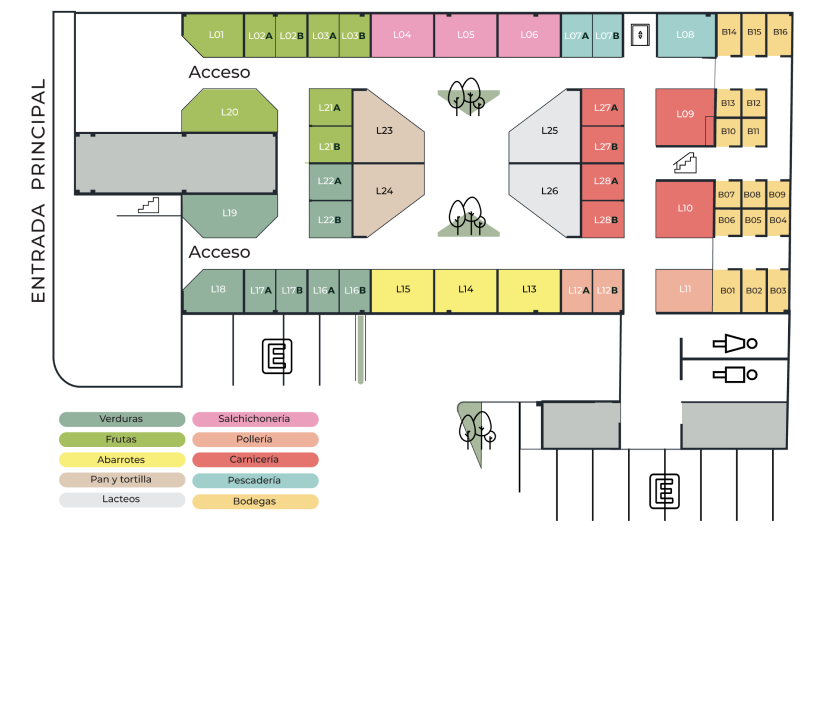 L01 L02A L02B L03A L03B L04 L05 L06 L07A L07B L08 B14 B15 B16
Acceso
L20
L21A
L21B
L22A
L22B
L23
L24
L25
L26
L27A
L27B
L28A
L28B
L09
B13 B12
B10 B11
L10
B07 B08 B09
B06 B05 B04
L19
Acceso
ENTRADA PRINCIPAL
L18 L17A L17B L16A L16B L15 L14 L13 L12A L12B L11 B01 B02 B03
E
E
Verduras
Frutas
Abarrotes
Pan y tortilla
Lacteos
Salchichonería
Pollería
Carnicería
Pescadería
Bodegas